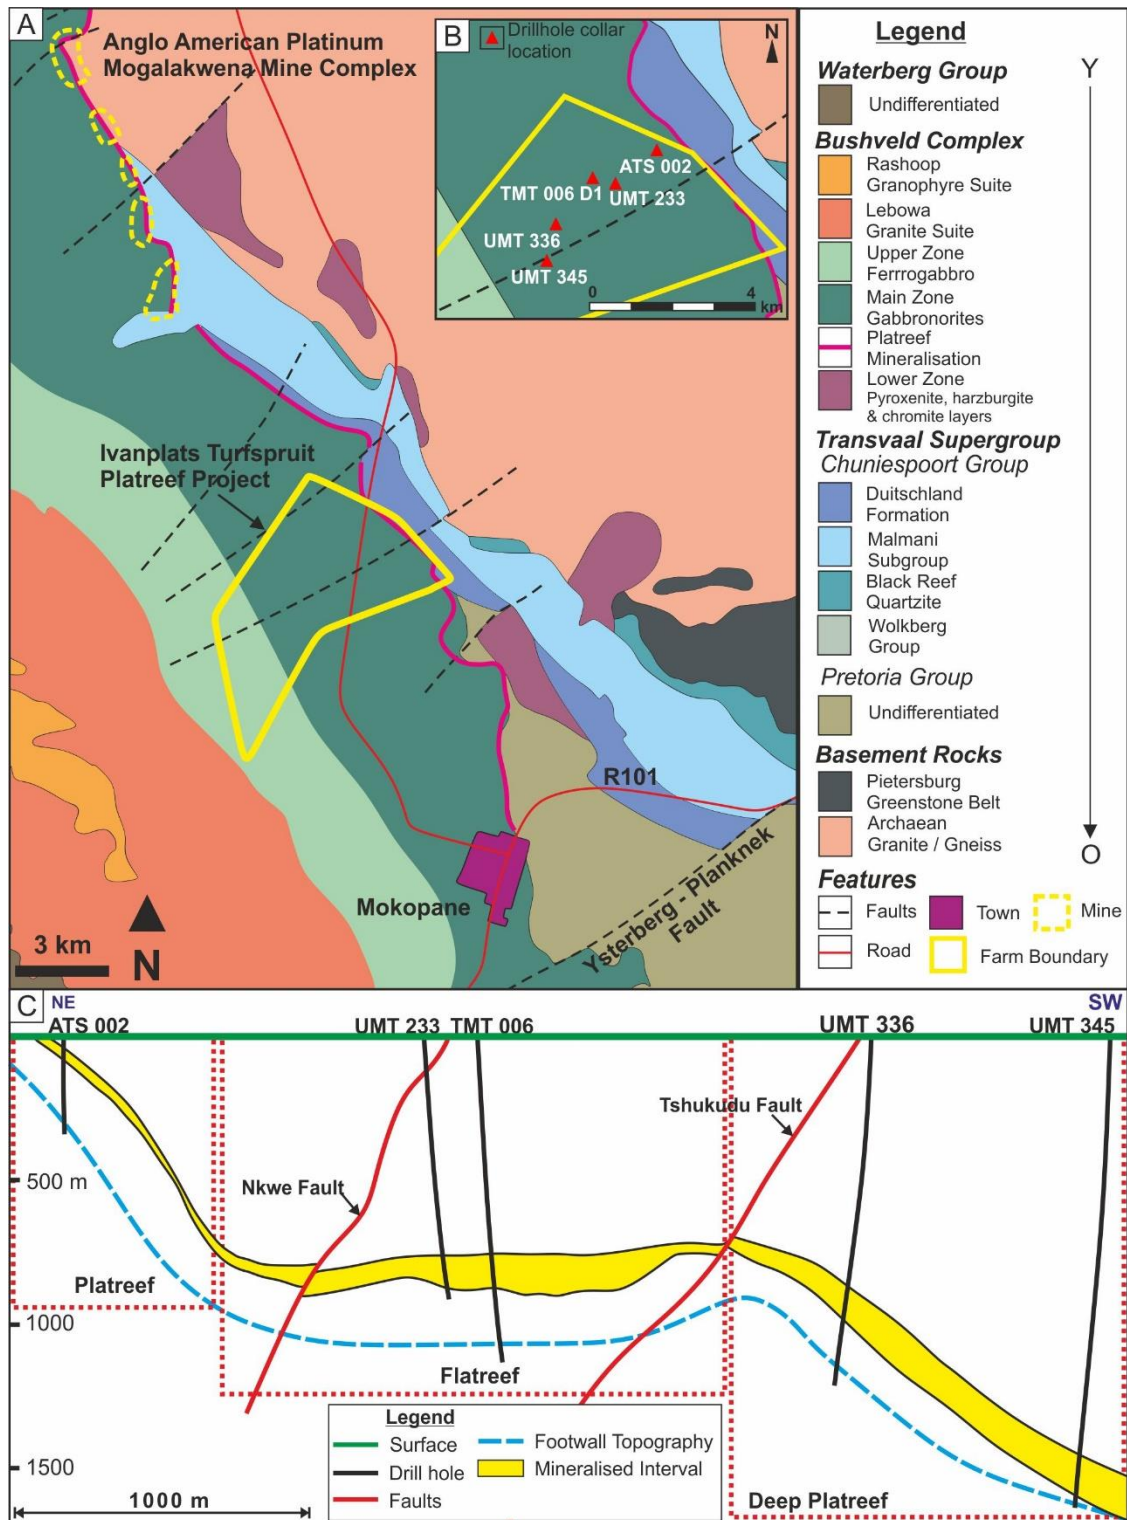 A
Anglo American Platinum
Mogalakwena Mine Complex
Ivanplats Turfspruit
Platreef Project
R101
Mokopane
Ysterberg - Planknek
Fault
3 km
N
B
Drillhole collar
location
N
ATS 002
TMT 006 D1
UMT 233
UMT 336
UMT 345
0
4
km
Legend
Y
O
Waterberg Group
Undifferentiated
Bushveld Complex
Rashoop
Granophyre Suite
Lebowa
Granite Suite
Upper Zone
Ferrrogabbro
Main Zone
Gabbronorites
Platreef
Mineralisation
Lower Zone
Pyroxenite, harzburgite
& chromite layers
Transvaal Supergroup
Chuniespoort Group
Duitschland
Formation
Malmani
Subgroup
Black Reef
Quartzite
Wolkberg
Group
Pretoria Group
Undifferentiated
Basement Rocks
Pietersburg
Greenstone Belt
Archaean
Granite / Gneiss
Features
Faults
Town
Mine
Road
Farm Boundary
C
NE
SW
ATS 002
UMT 233
TMT 006
UMT 336
UMT 345
Tshukudu Fault
Nkwe Fault
500 m
Platreef
1000
Flatreef
1500
1000 m
Deep Platreef
Legend
Surface
Drill hole
Faults
Footwall Topography
Mineralised Interval